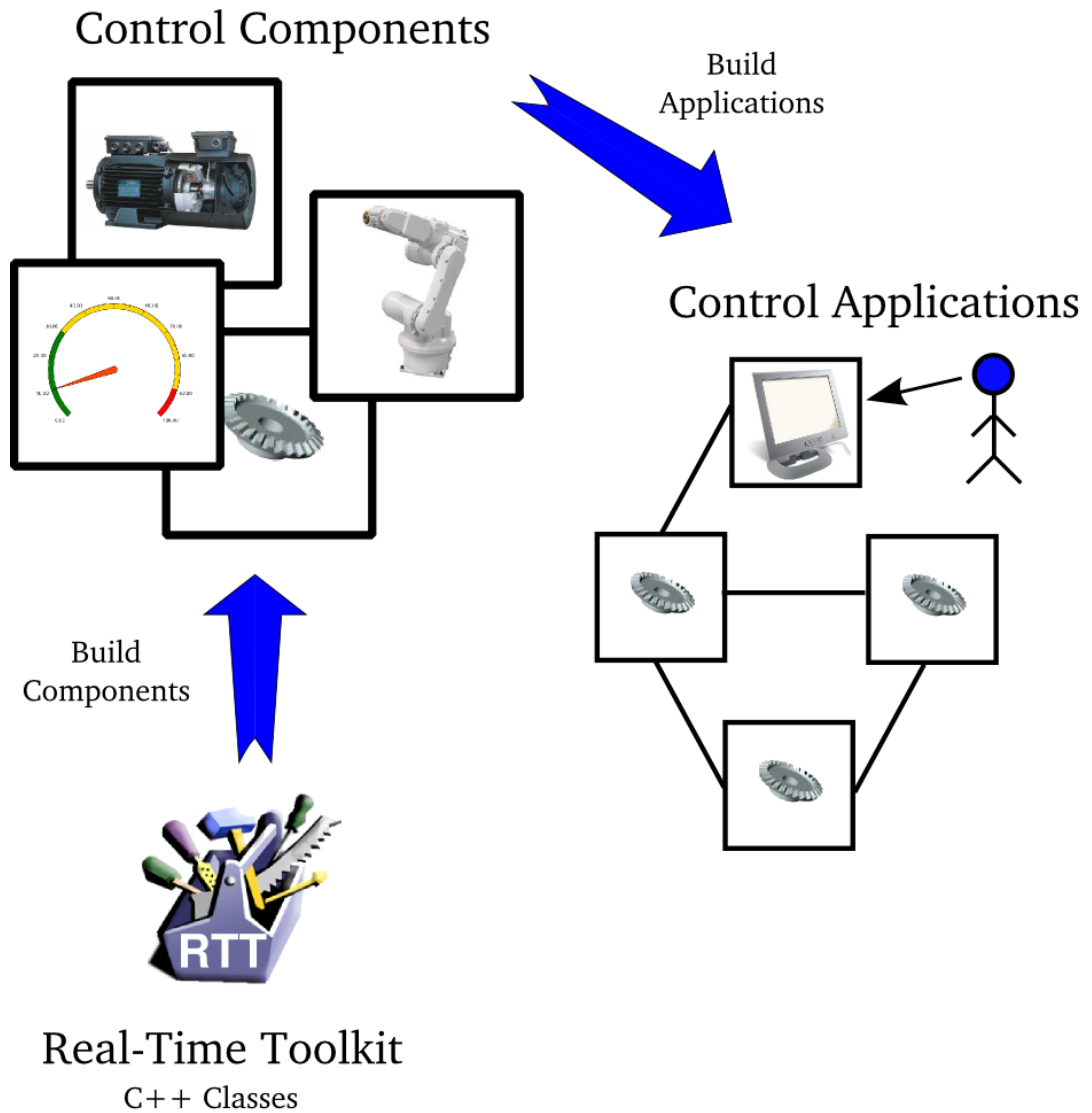 Control Components
Build
Applications
Control Applications
Build
Components
RTT
Real-Time Toolkit
C++ Classes